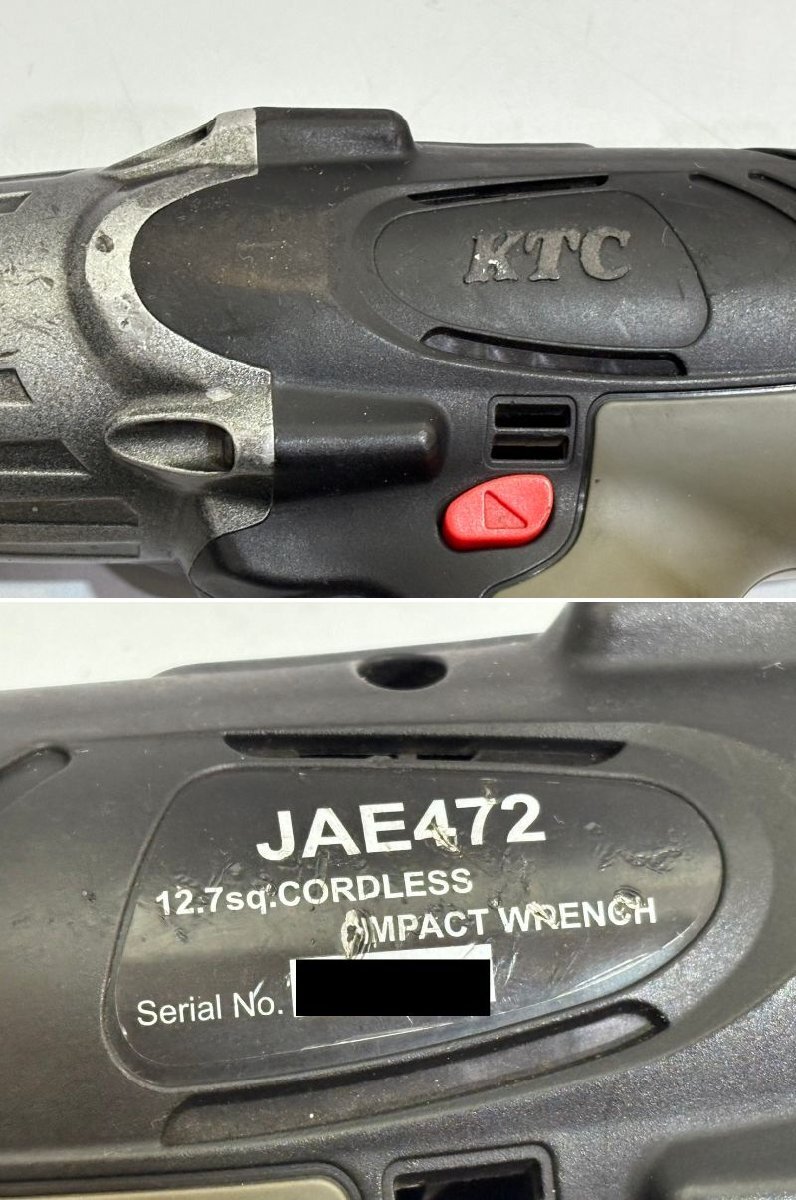 KTC
JAE472
12.7sq.CORDLESS
IMPACT WRENCH
Serial No.